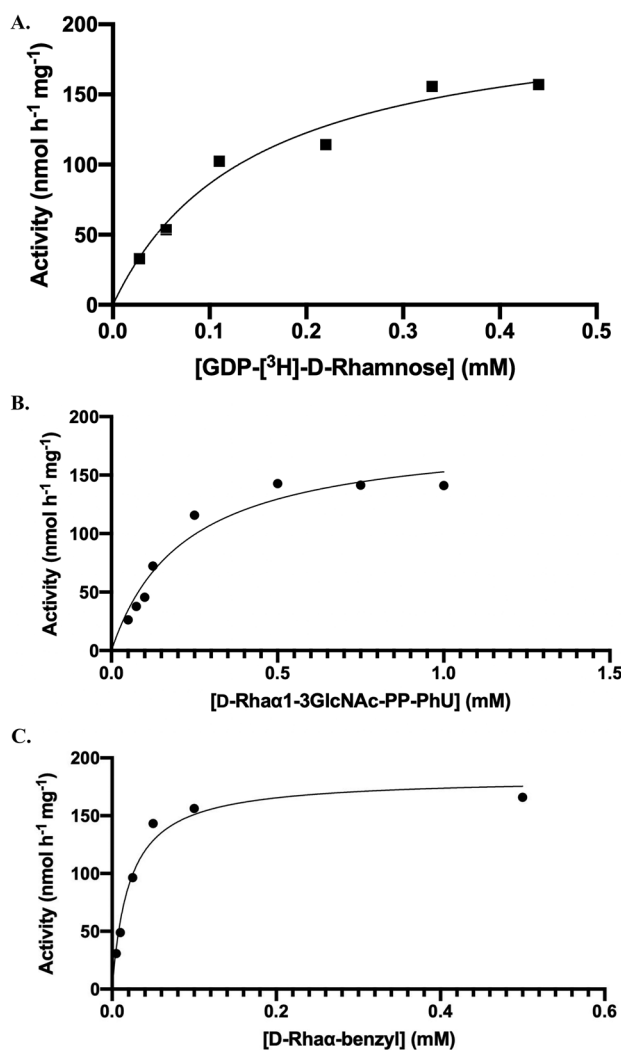 A.
Activity (nmol h⁻¹ mg⁻¹)
200
150
100
50
0
0.0 0.1 0.2 0.3 0.4 0.5
[GDP-[³H]-D-Rhamnose] (mM)
B.
Activity (nmol h⁻¹ mg⁻¹)
200
150
100
50
0
0.0 0.5 1.0 1.5
[D-Rhaα1-3GlcNAc-PP-PhU] (mM)
C.
Activity (nmol h⁻¹ mg⁻¹)
200
150
100
50
0
0.0 0.2 0.4 0.6
[D-Rhaα-benzyl] (mM)